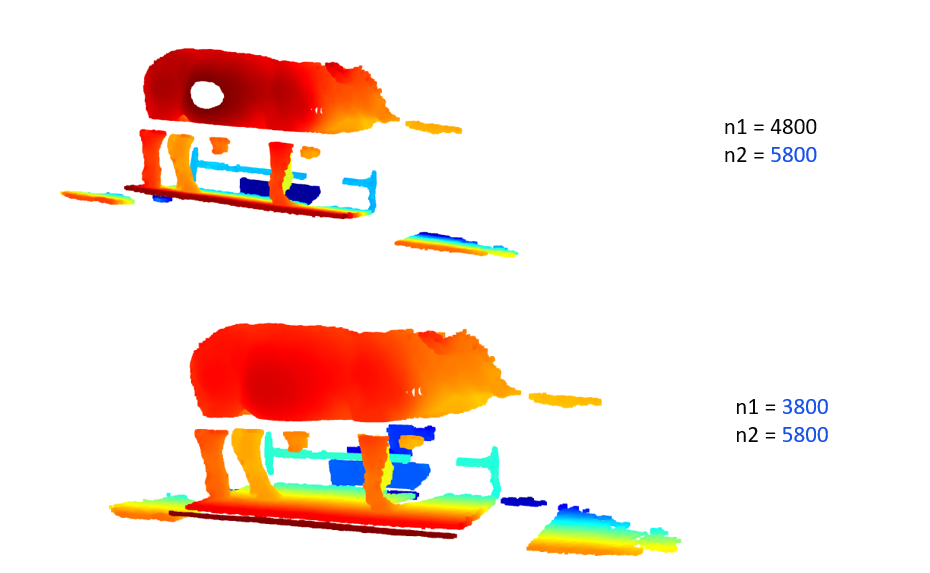 n1 = 4800
n2 = 5800
n1 = 3800
n2 = 5800